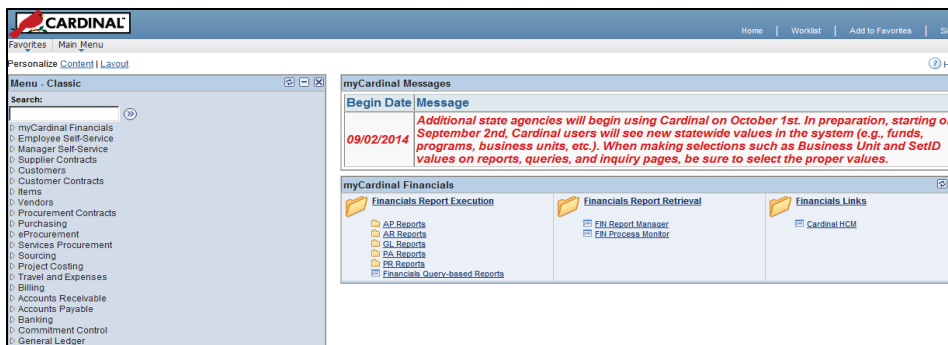 CARDINAL
Home | Worklist | Add to Favorites |
Favorites Main Menu
Personalize Content | Layout
Menu - Classic
Search:
myCardinal Financials
Employee Self-Service
Manager Self-Service
Supplier Contracts
Customers
Customer Contracts
Items
Vendors
Procurement Contracts
Purchasing
eProcurement
Services Procurement
Sourcing
Project Costing
Travel and Expenses
Billing
Accounts Receivable
Accounts Payable
Banking
Commitment Control
General Ledger
myCardinal Messages
Begin Date Message
09/02/2014
Additional state agencies will begin using Cardinal on October 1st. In preparation, starting
September 2nd, Cardinal users will see new statewide values in the system (e.g., funds,
programs, business units, etc.). When making selections such as Business Unit and SetID
values on reports, queries, and inquiry pages, be sure to select the proper values.
myCardinal Financials
Financials Report Execution
AP Reports
AR Reports
GL Reports
PA Reports
PR Reports
Financials Query-based Reports
Financials Report Retrieval
FIN Report Manager
FIN Process Monitor
Financials Links
Cardinal HCM